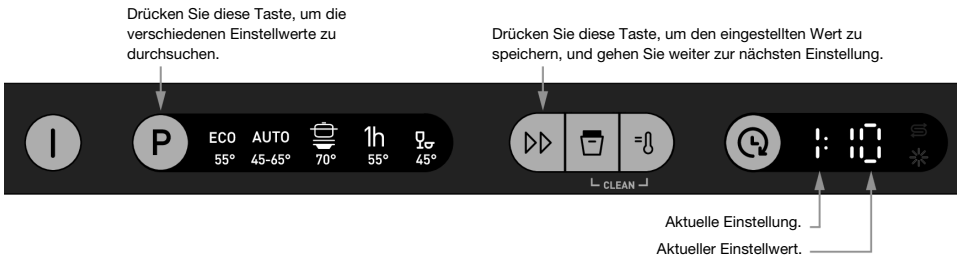 Drücken Sie diese Taste, um die
verschiedenen Einstellwerte zu
durchsuchen.
Drücken Sie diese Taste, um den eingestellten Wert zu
speichern, und gehen Sie weiter zur nächsten Einstellung.
P
ECO AUTO 1h
55° 45-65° 70° 55° 45°
CLEAN
1:10
Aktuelle Einstellung.
Aktueller Einstellwert.